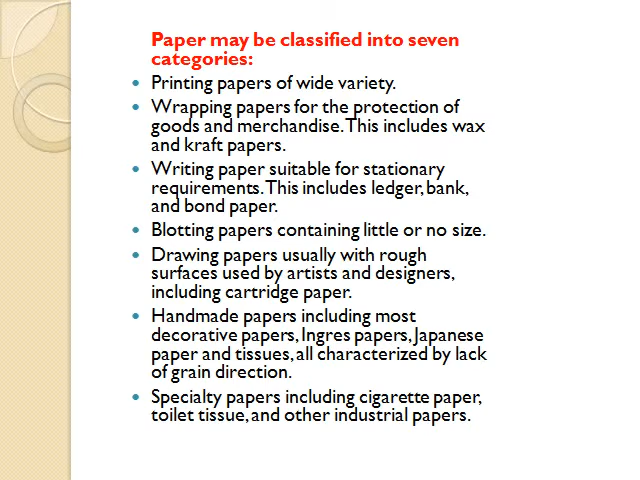 Paper may be classified into seven
categories:
• Printing papers of wide variety.
• Wrapping papers for the protection of
goods and merchandise. This includes wax
and kraft papers.
• Writing paper suitable for stationary
requirements. This includes ledger, bank,
and bond paper.
• Blotting papers containing little or no size.
• Drawing papers usually with rough
surfaces used by artists and designers,
including cartridge paper.
• Handmade papers including most
decorative papers, Ingres papers, Japanese
paper and tissues, all characterized by lack
of grain direction.
• Specialty papers including cigarette paper,
toilet tissue, and other industrial papers.